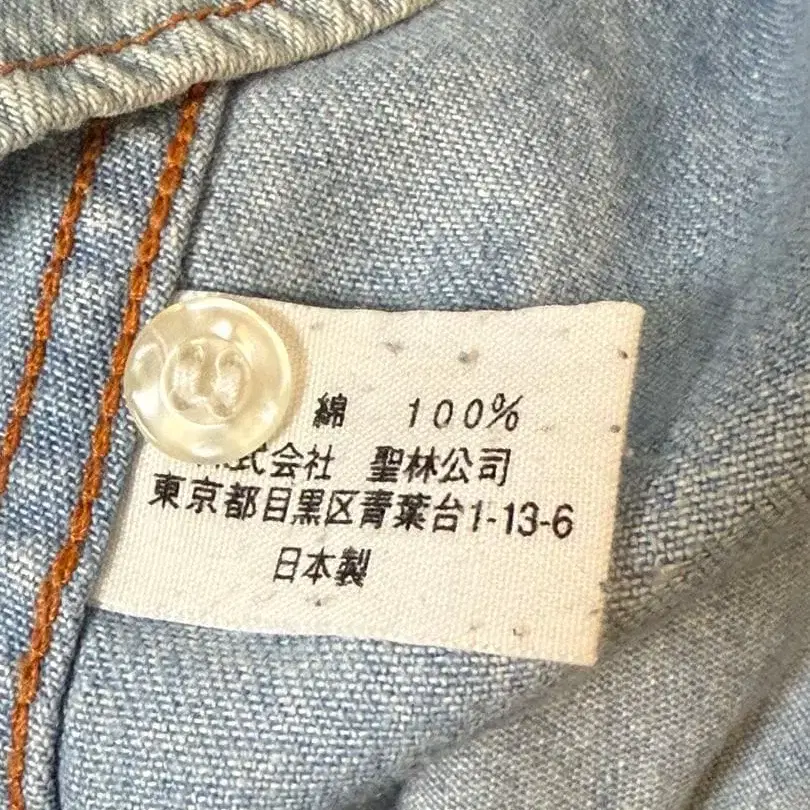 綿 100%
株式会社 聖林公司
東京都目黒区青葉台1-13-6
日本製